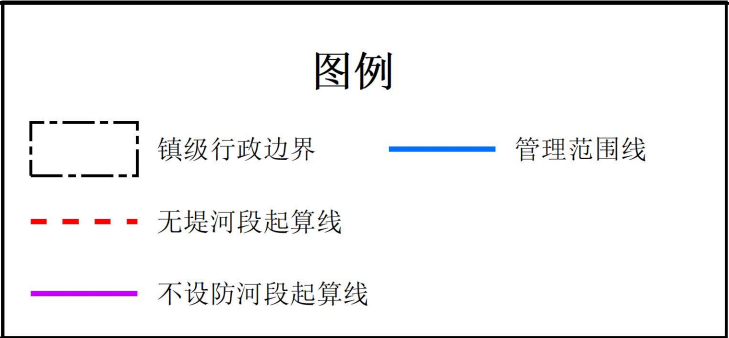 图例
镇级行政边界 管理范围线
无堤河段起算线
不设防河段起算线